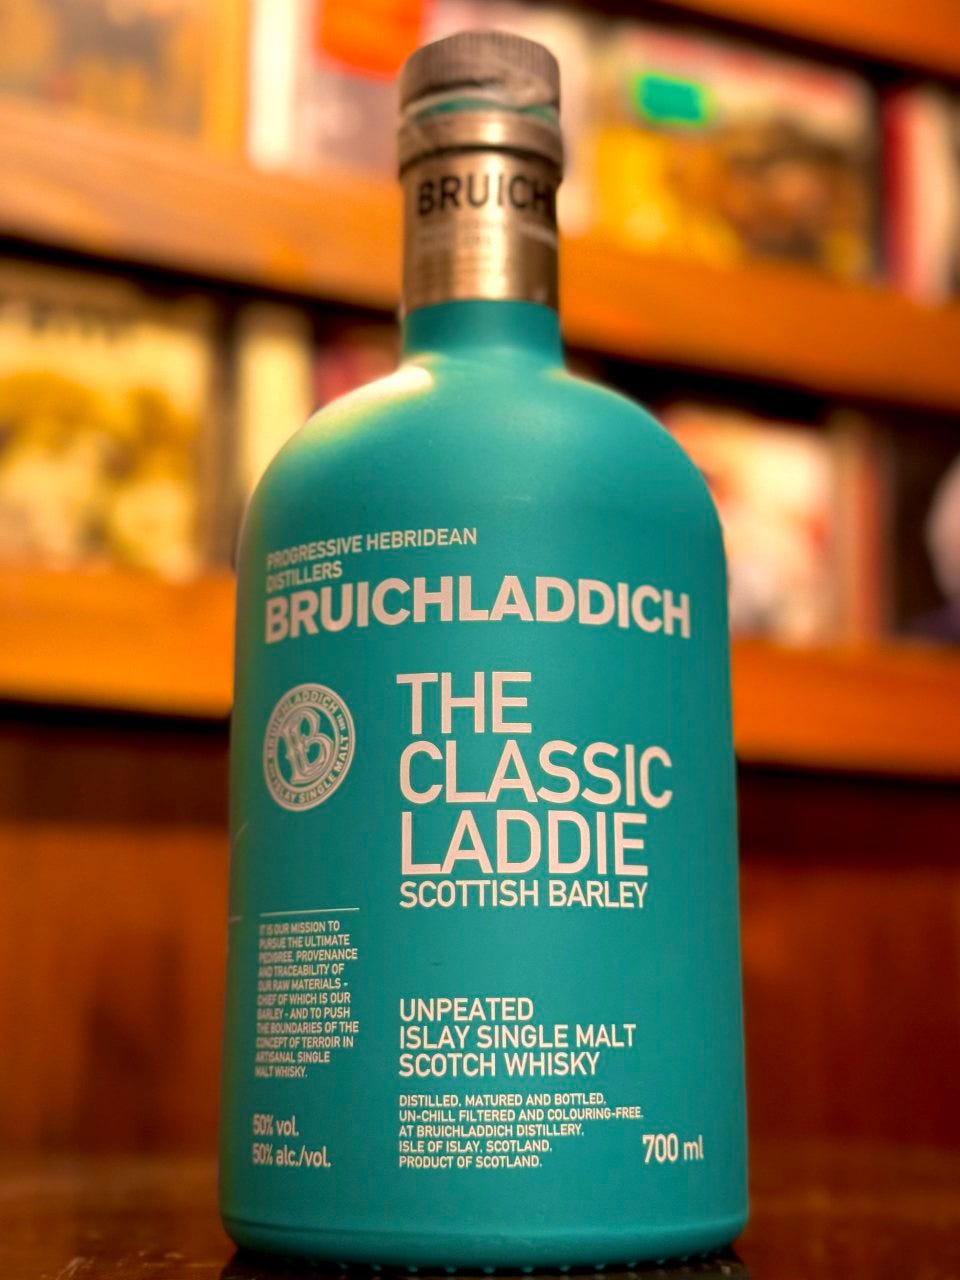 BRUICH
PROGRESSIVE HEBRIDEAN
DISTILLERS
BRUICHLADDICH
BRUICHLADDICH
B
ISLAY SINGLE MALT
THE
CLASSIC
LADDIE
SCOTTISH BARLEY
IT IS OUR MISSION TO
PURSUE THE ULTIMATE
PEDIGREE, PROVENANCE
AND TRACEABILITY OF
OUR RAW MATERIALS -
CHIEF OF WHICH IS OUR
BARLEY - AND TO PUSH
THE BOUNDARIES OF THE
CONCEPT OF TERROIR IN
ARTISANAL SINGLE
MALT WHISKY.
50% vol.
50% alc./vol.
UNPEATED
ISLAY SINGLE MALT
SCOTCH WHISKY
DISTILLED, MATURED AND BOTTLED,
UN-CHILL FILTERED AND COLOURING-FREE.
AT BRUICHLADDICH DISTILLERY,
ISLE OF ISLAY, SCOTLAND.
PRODUCT OF SCOTLAND.
700 ml